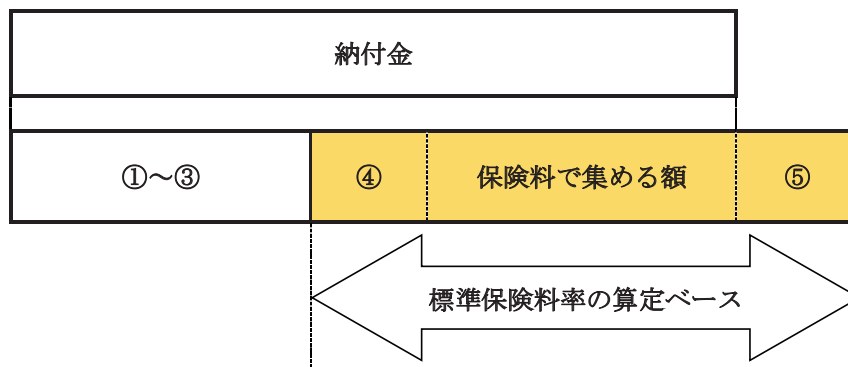 納付金
①～③
④
保険料で集める額
⑤
標準保険料率の算定ベース